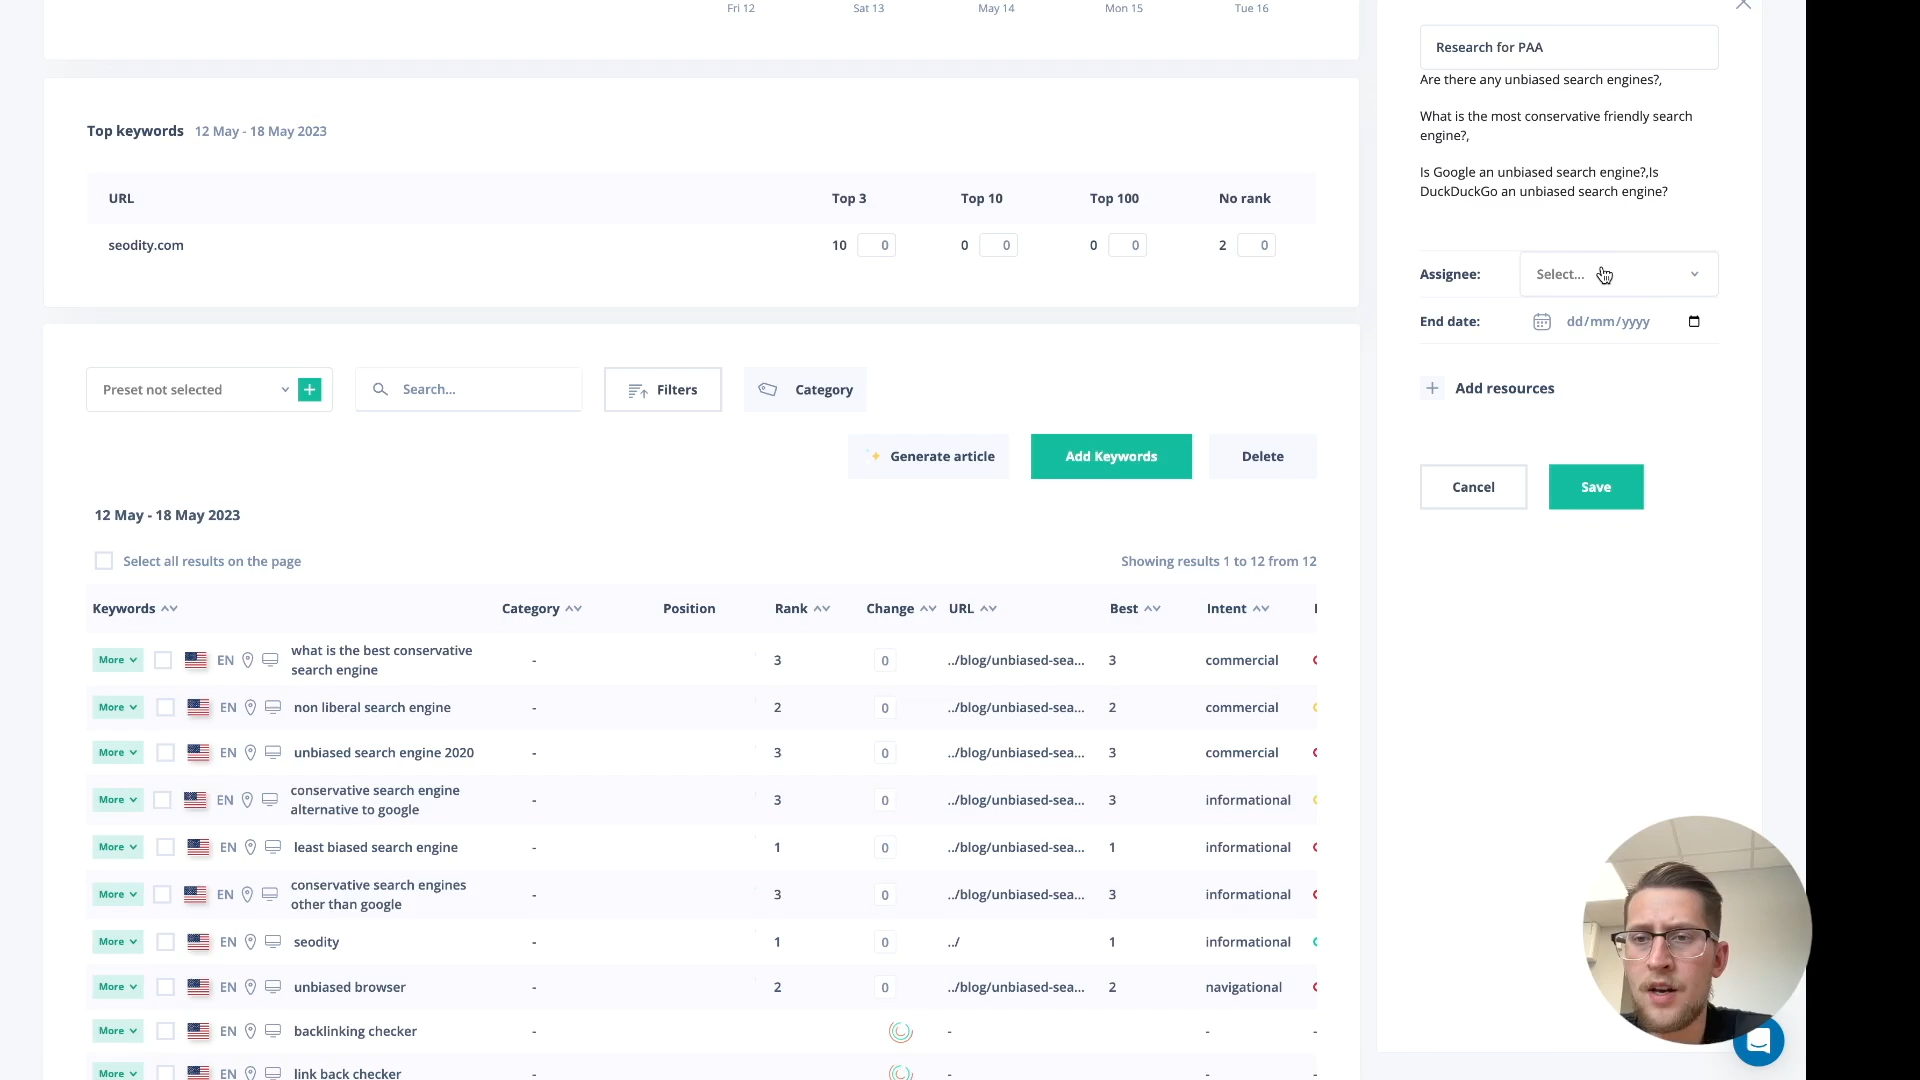 Fri 12 Sat 13 May 14 Mon 15 Tue 16
Top keywords 12 May - 18 May 2023
URL Top 3 Top 10 Top 100 No rank
seodity.com 10 0 0 0 0 0 2 0
Preset not selected + Search... Filters Category
Generate article Add Keywords Delete
12 May - 18 May 2023
Select all results on the page Showing results 1 to 12 from 12
Keywords Category Position Rank Change URL Best Intent
More EN what is the best conservative
search engine - 3 0 ../blog/unbiased-sea... 3 commercial
More EN non liberal search engine - 2 0 ../blog/unbiased-sea... 2 commercial
More EN unbiased search engine 2020 - 3 0 ../blog/unbiased-sea... 3 commercial
More EN conservative search engine
alternative to google - 3 0 ../blog/unbiased-sea... 3 informational
More EN least biased search engine - 1 0 ../blog/unbiased-sea... 1 informational
More EN conservative search engines
other than google - 3 0 ../blog/unbiased-sea... 3 informational
More EN seodity - 1 0 ../ 1 informational
More EN unbiased browser - 2 0 ../blog/unbiased-sea... 2 navigational
More EN backlinking checker - - - -
More EN link back checker - - - -
Research for PAA
Are there any unbiased search engines?,
What is the most conservative friendly search
engine?,
Is Google an unbiased search engine?,Is
DuckDuckGo an unbiased search engine?
Assignee: Select...
End date: dd/mm/yyyy
+ Add resources
Cancel Save